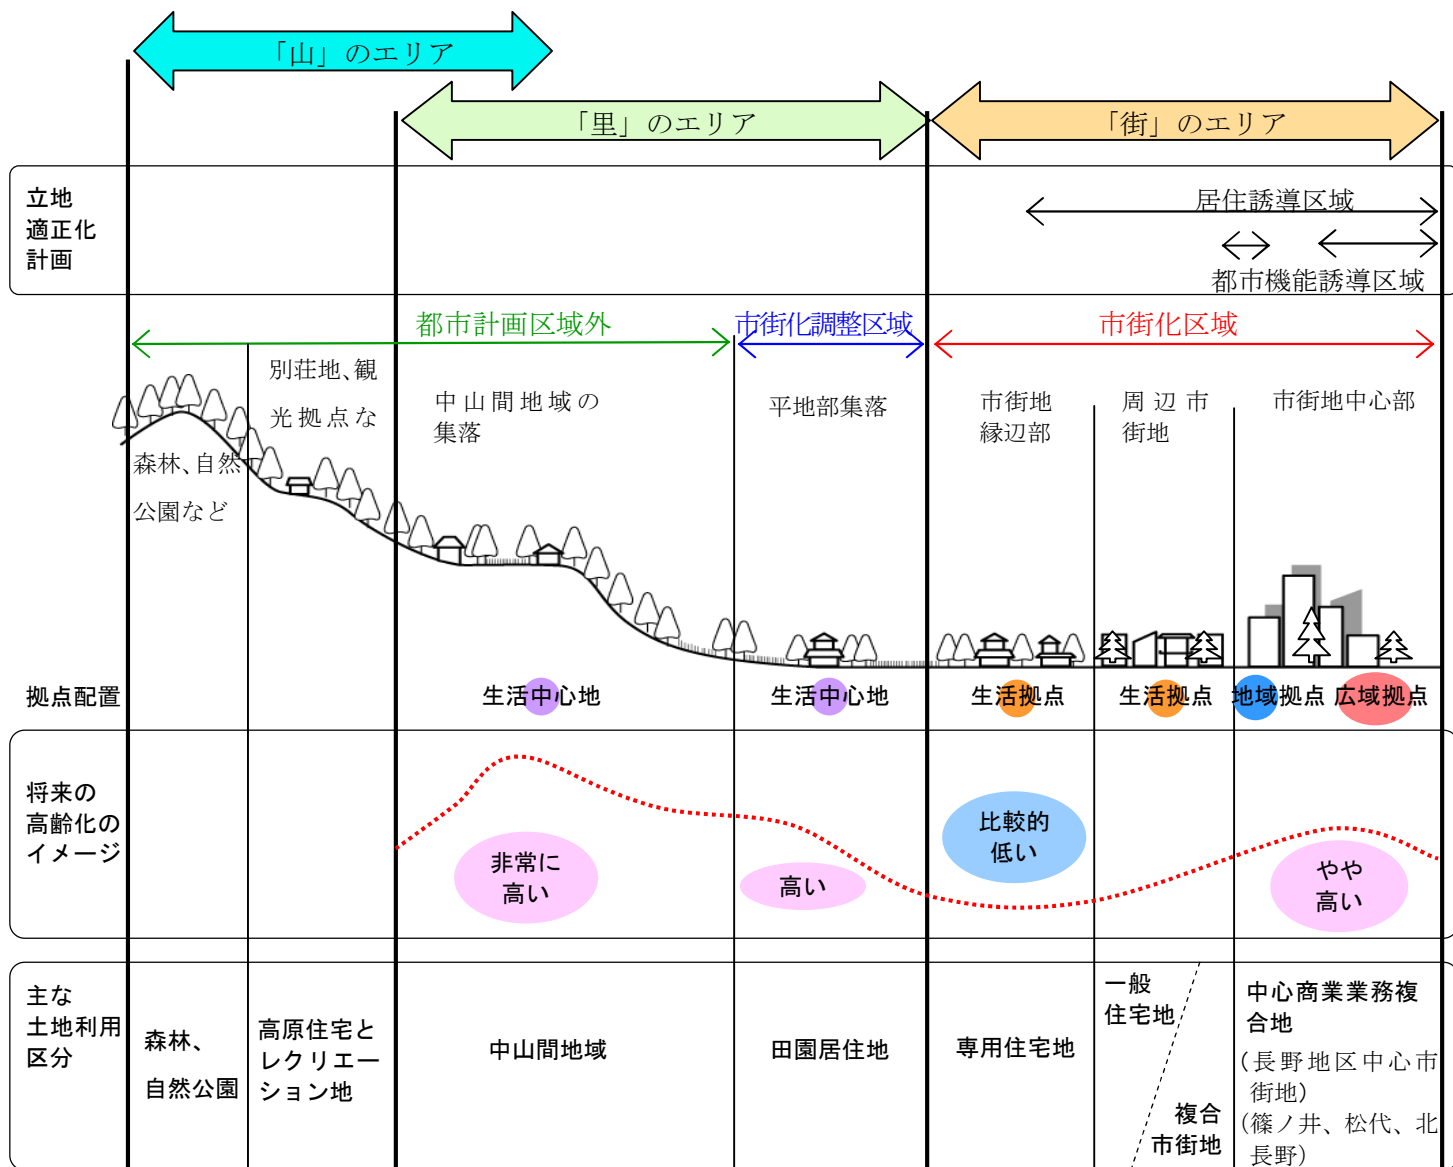 「山」のエリア
「里」のエリア
「街」のエリア
立地
適正化
計画
居住誘導区域
都市機能誘導区域
都市計画区域外
市街化調整区域
市街化区域
森林、自然
公園など
別荘地、観
光拠点な
中山間地域の
集落
平地部集落
市街地
縁辺部
周辺市
街地
市街地中心部
拠点配置
生活中心地
生活中心地
生活拠点
生活拠点
地域拠点
広域拠点
将来の
高齢化の
イメージ
非常に
高い
高い
比較的
低い
やや
高い
主な
土地利用
区分
森林、
自然公園
高原住宅と
レクリエー
ション地
中山間地域
田園居住地
専用住宅地
一般
住宅地
複合
市街地
中心商業業務複
合地
(長野地区中心市
街地)
(篠ノ井、松代、北
長野)